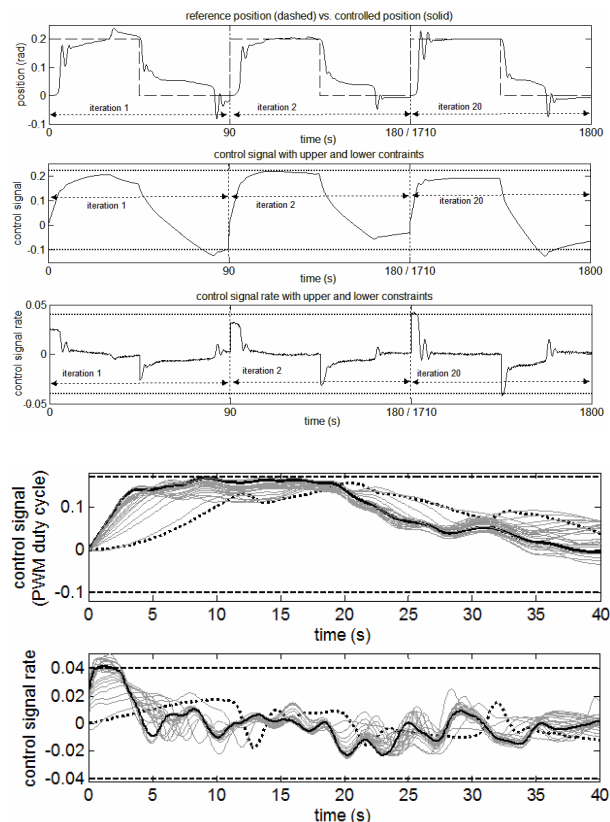 reference position (dashed) vs. controlled position (solid)
position (rad)
0.2
0.1
0
-0.1
iteration 1
iteration 2
iteration 20
0
90
180 / 1710
1800
time (s)
control signal with upper and lower contraints
control signal
0.2
0.1
0
-0.1
iteration 1
iteration 2
iteration 20
0
90
180 / 1710
1800
time (s)
control signal rate with upper and lower constraints
control signal rate
0.05
0
-0.05
iteration 1
iteration 2
iteration 20
0
90
180 / 1710
1800
time (s)
control signal
(PWM duty cycle)
0.1
0
-0.1
0 5 10 15 20 25 30 35 40
time (s)
control signal rate
0.04
0.02
0
-0.02
-0.04
0 5 10 15 20 25 30 35 40
time (s)